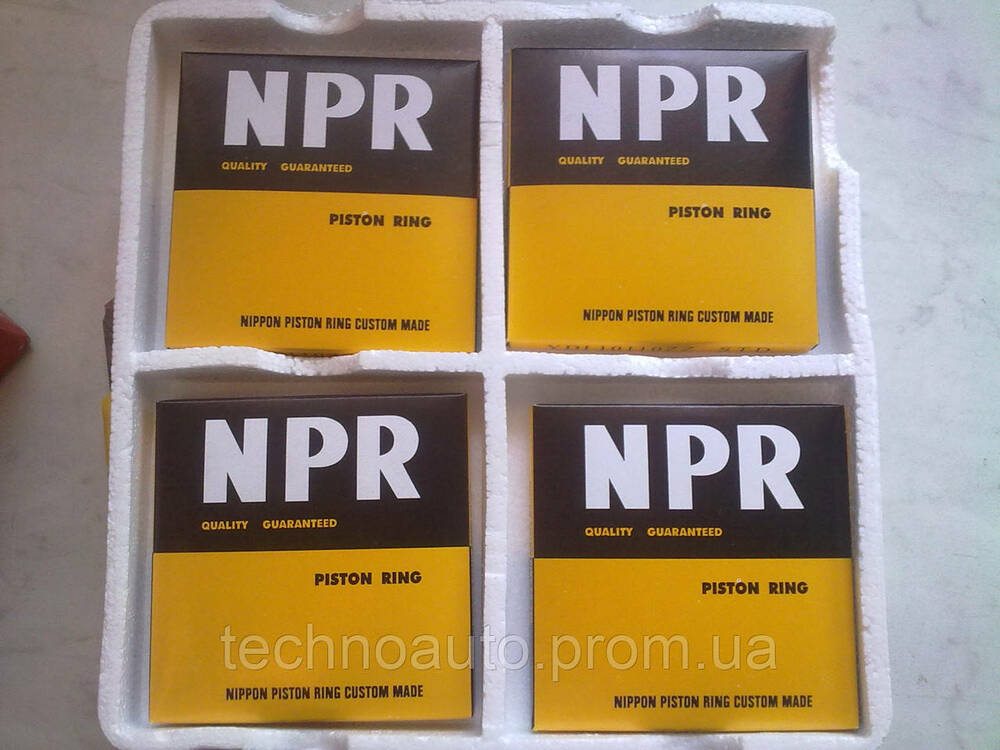 NPR
QUALITY GUARANTEED
PISTON RING
NIPPON PISTON RING CUSTOM MADE
NPR
QUALITY GUARANTEED
PISTON RING
NIPPON PISTON RING CUSTOM MADE
STD
NPR
QUALITY GUARANTEED
PISTON RING
NIPPON PISTON RING CUSTOM MADE
NPR
QUALITY GUARANTEED
PISTON RING
NIPPON PISTON RING CUSTOM MADE
technoauto.prom.ua